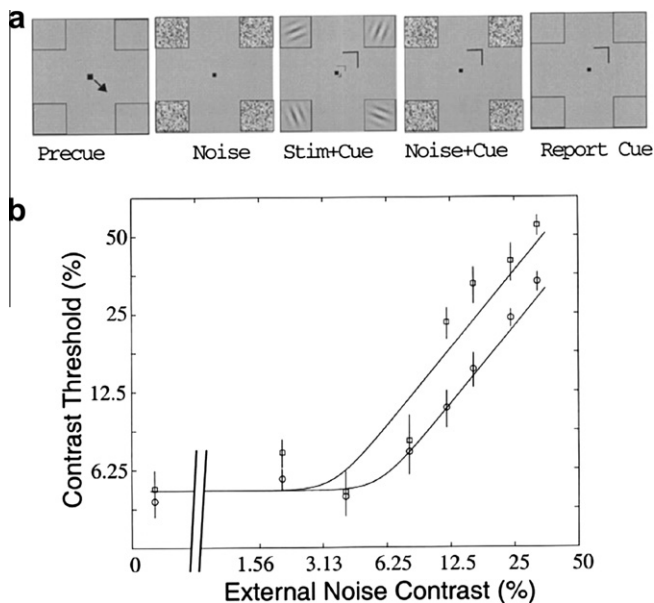 a
Precue Noise Stim+Cue Noise+Cue Report Cue
b
50
25
12.5
6.25
Contrast Threshold (%)
0 1.56 3.13 6.25 12.5 25 50
External Noise Contrast (%)